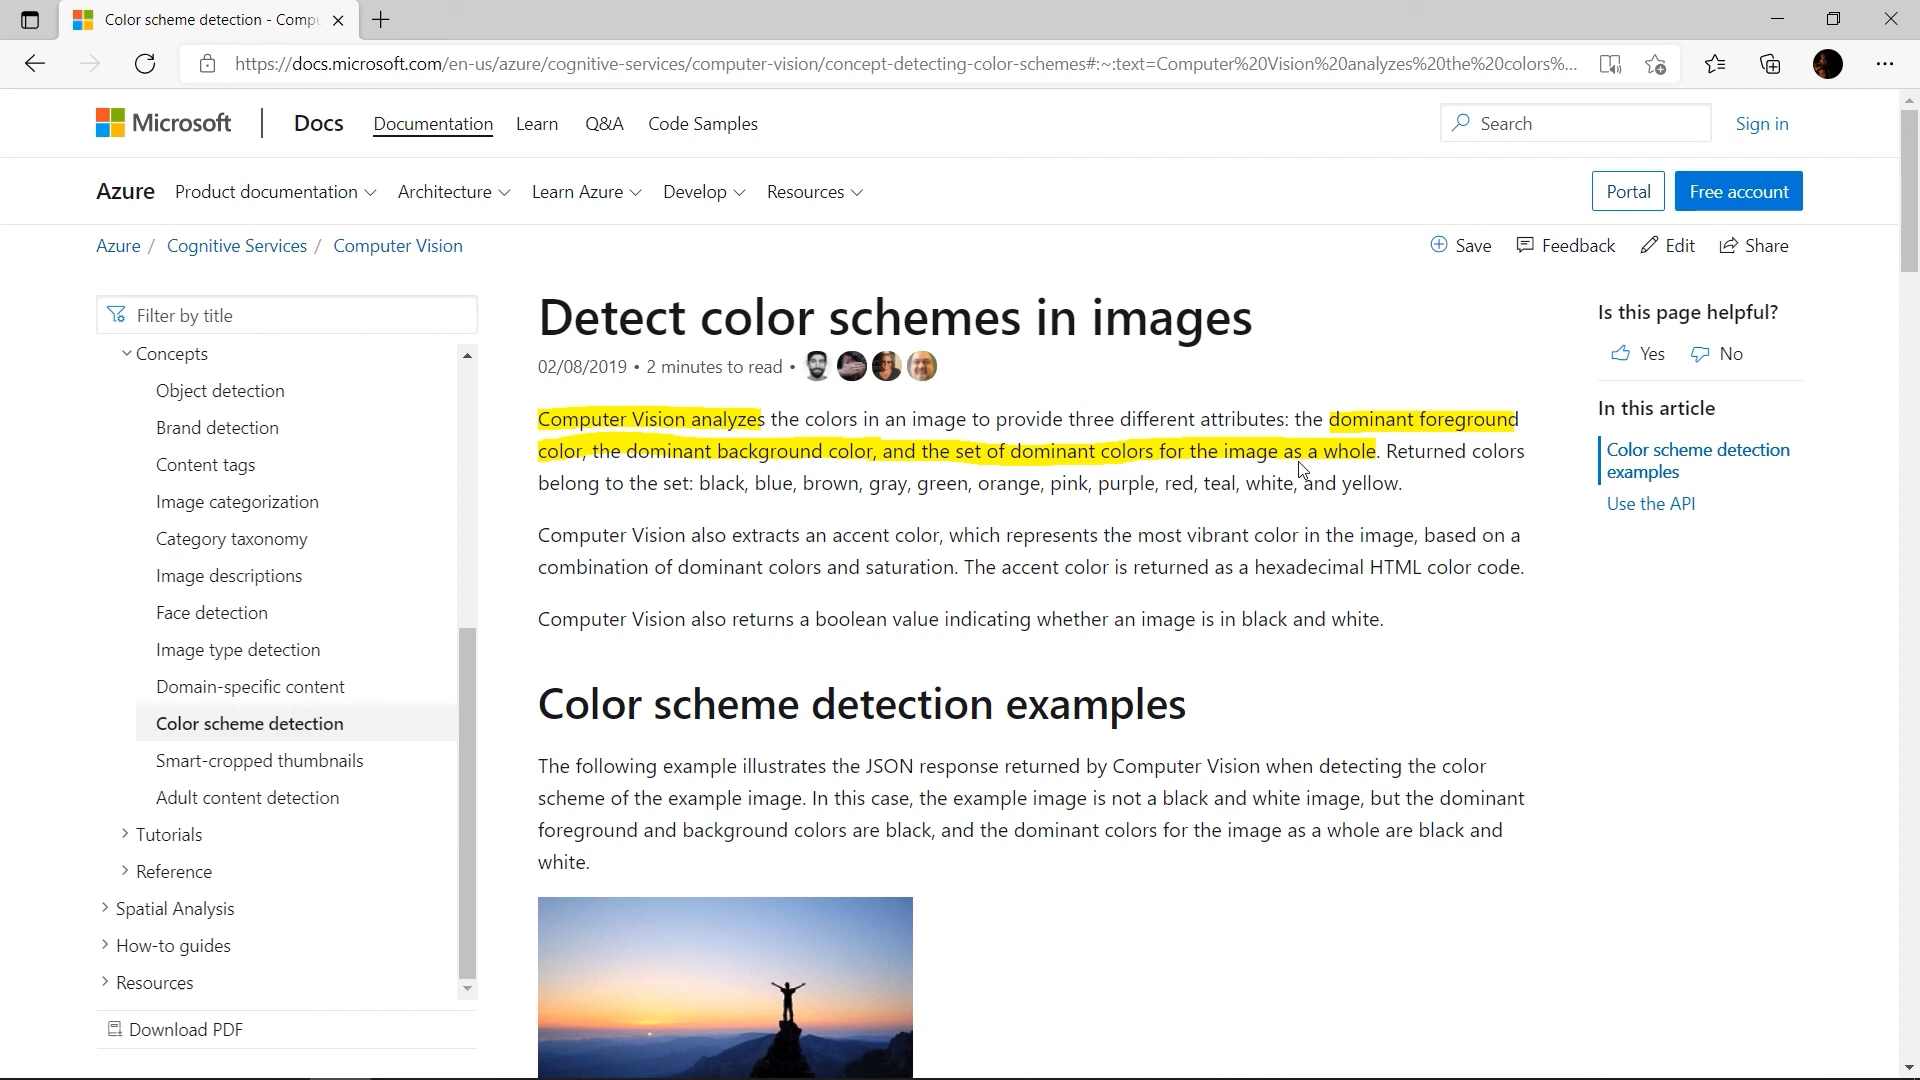 Color scheme detection - Comp
https://docs.microsoft.com/en-us/azure/cognitive-services/computer-vision/concept-detecting-color-schemes#:~:text=Computer%20Vision%20analyzes%20the%20colors%...
Microsoft
Docs
Documentation
Learn
Q&A
Code Samples
Search
Sign in
Azure
Product documentation
Architecture
Learn Azure
Develop
Resources
Portal
Free account
Azure / Cognitive Services / Computer Vision
Save
Feedback
Edit
Share
Filter by title
Concepts
Object detection
Brand detection
Content tags
Image categorization
Category taxonomy
Image descriptions
Face detection
Image type detection
Domain-specific content
Color scheme detection
Smart-cropped thumbnails
Adult content detection
Tutorials
Reference
Spatial Analysis
How-to guides
Resources
Download PDF
Detect color schemes in images
02/08/2019 • 2 minutes to read •
Computer Vision analyzes the colors in an image to provide three different attributes: the dominant foreground
color, the dominant background color, and the set of dominant colors for the image as a whole. Returned colors
belong to the set: black, blue, brown, gray, green, orange, pink, purple, red, teal, white, and yellow.
Computer Vision also extracts an accent color, which represents the most vibrant color in the image, based on a
combination of dominant colors and saturation. The accent color is returned as a hexadecimal HTML color code.
Computer Vision also returns a boolean value indicating whether an image is in black and white.
Color scheme detection examples
The following example illustrates the JSON response returned by Computer Vision when detecting the color
scheme of the example image. In this case, the example image is not a black and white image, but the dominant
foreground and background colors are black, and the dominant colors for the image as a whole are black and
white.
Is this page helpful?
Yes
No
In this article
Color scheme detection
examples
Use the API